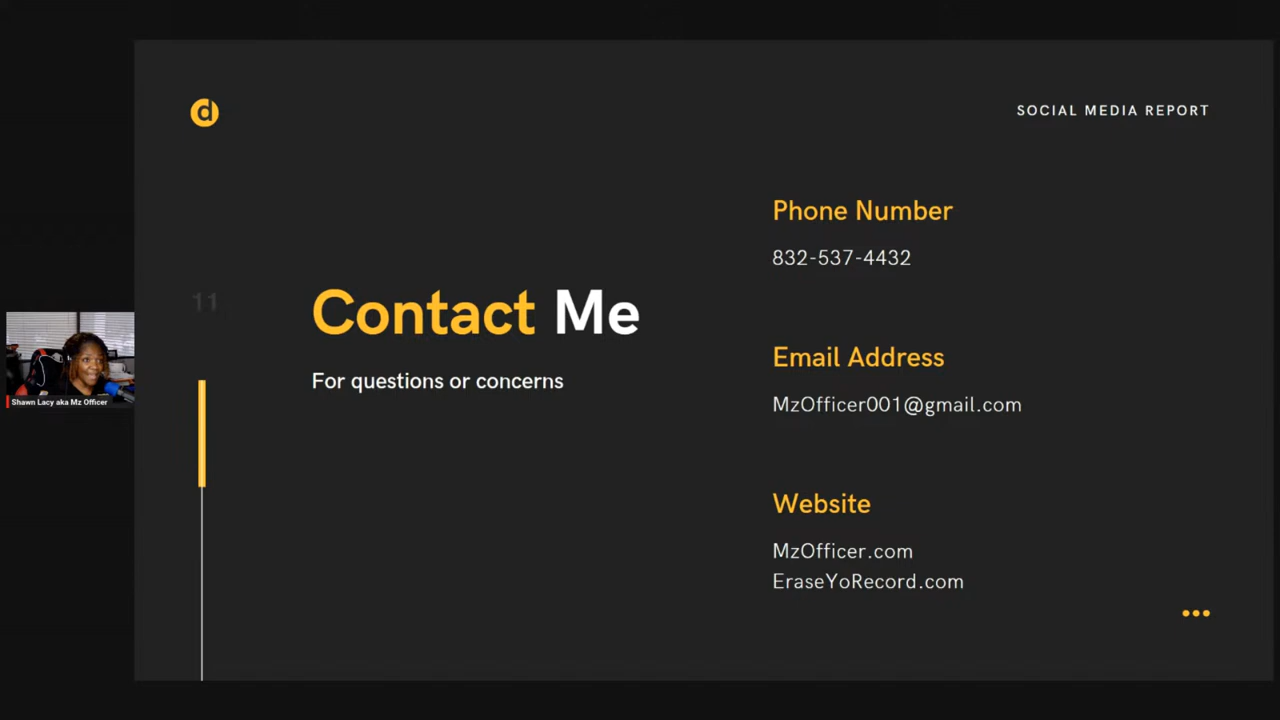 d
SOCIAL MEDIA REPORT
Phone Number
832-537-4432
11
Contact Me
For questions or concerns
Email Address
MzOfficer001@gmail.com
Shawn Lacy aka Mz Officer
Website
MzOfficer.com
EraseYoRecord.com